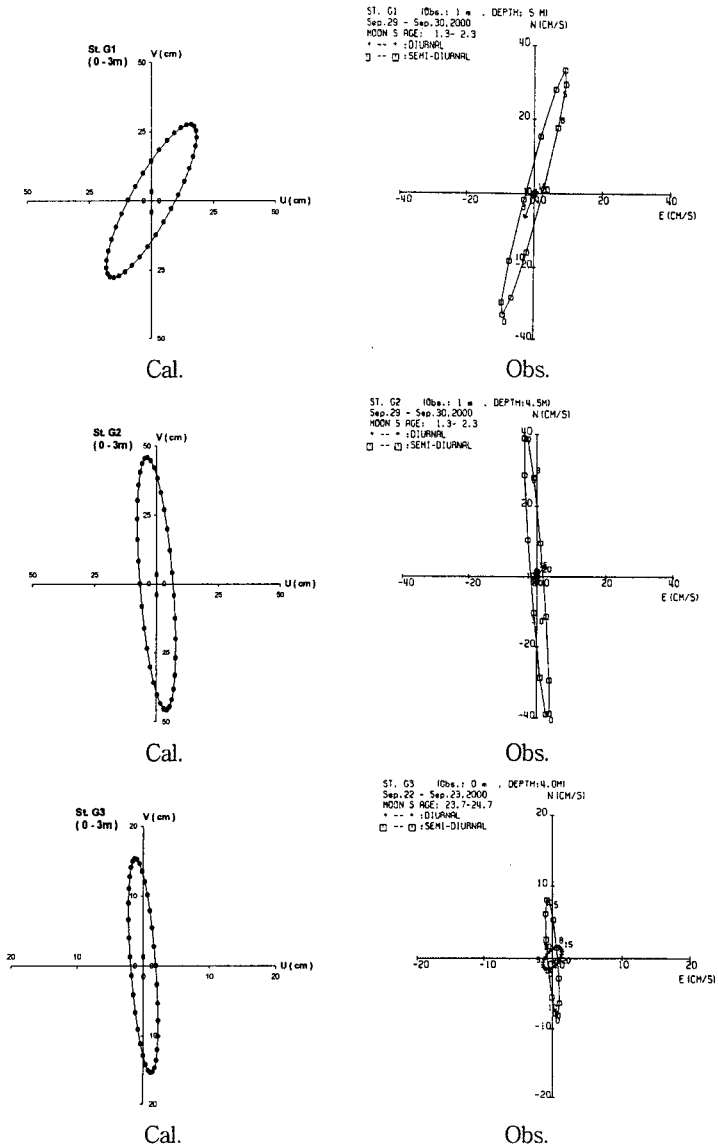 St. G1
(0 - 3m)
V (cm)
50
25
50
25
25
50
U (cm)
25
50
Cal.
ST. G1 (Obs.: 1 m , DEPTH: 5 M)
Sep.29 - Sep.30,2000
N (CM/S)
MOON S AGE: 1.3- 2.3
* -- * :DIURNAL
:SEMI-DIURNAL
40
20
-40
-20
20
40
E (CM/S)
-20
-40
Obs.
St. G2
(0 - 3m)
V (cm)
50
25
50
25
25
50
U (cm)
25
50
Cal.
ST. G2 (Obs.: 1 m , DEPTH:4.5M)
Sep.29 - Sep.30,2000
N (CM/S)
MOON S AGE: 1.3- 2.3
* -- * :DIURNAL
:SEMI-DIURNAL
40
20
-40
-20
20
40
E (CM/S)
-20
-40
Obs.
St. G3
(0 - 3m)
V (cm)
20
10
20
10
10
20
U (cm)
10
20
Cal.
ST. G3 (Obs.: 0 m , DEPTH:4.0M)
Sep.22 - Sep.23,2000
N (CM/S)
MOON S AGE: 23.7-24.7
* -- * :DIURNAL
:SEMI-DIURNAL
20
10
-20
-10
10
20
E (CM/S)
-10
-20
Obs.